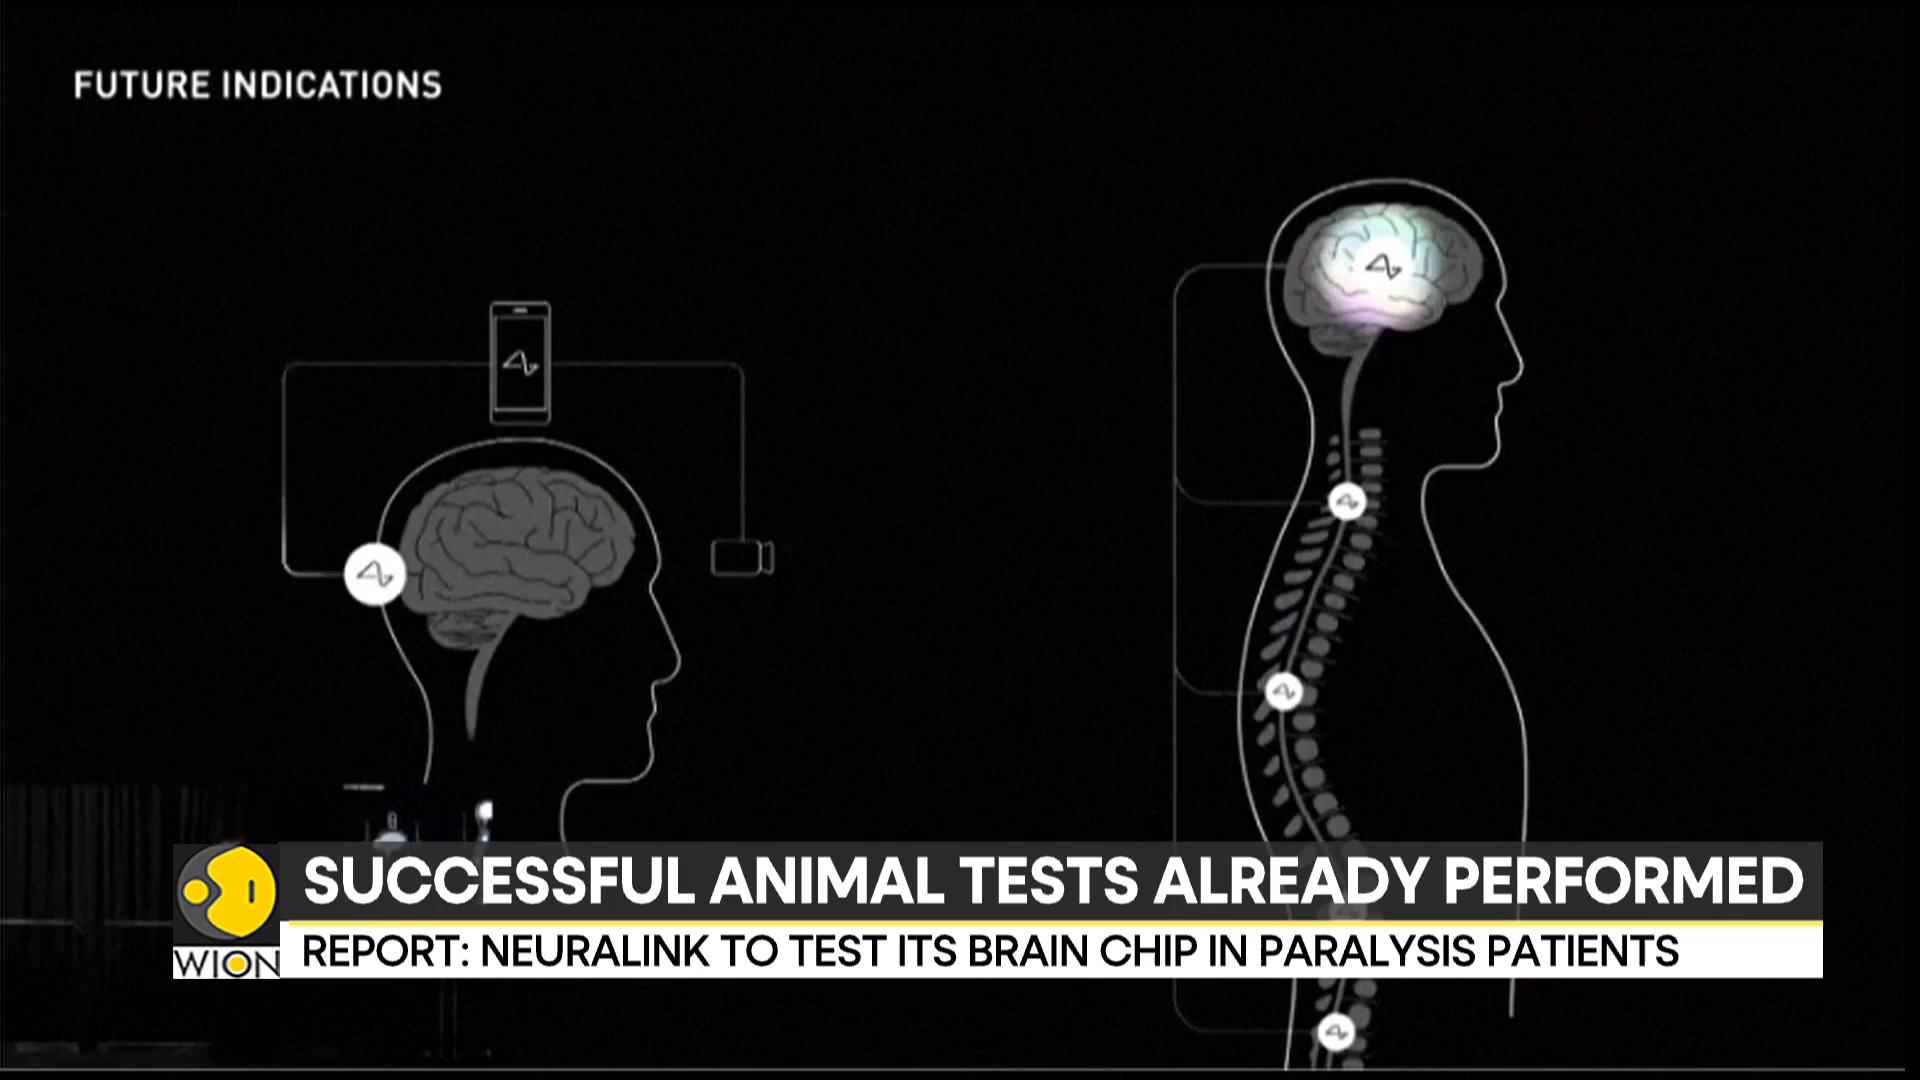 FUTURE INDICATIONS
SUCCESSFUL ANIMAL TESTS ALREADY PERFORMED
REPORT: NEURALINK TO TEST ITS BRAIN CHIP IN PARALYSIS PATIENTS
WION